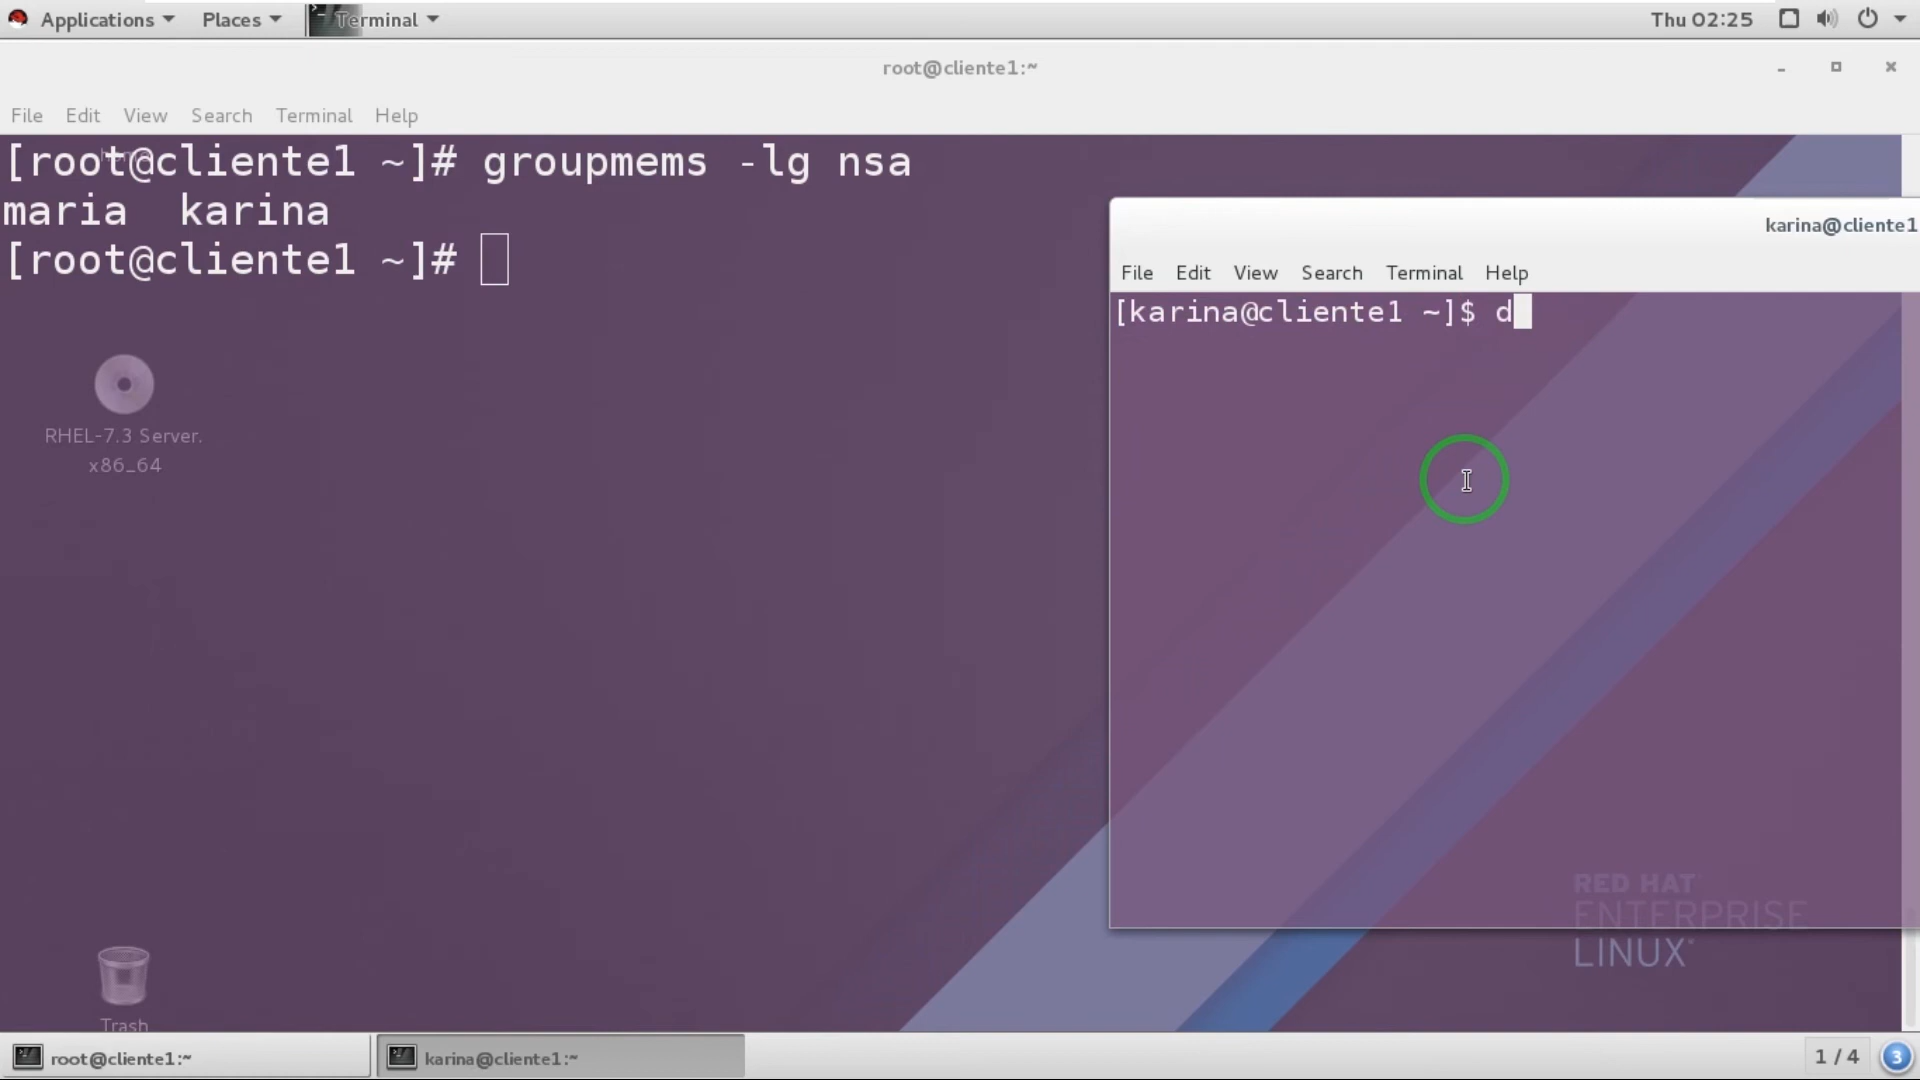 Applications Places Terminal Thu 02:25
root@cliente1:~
File Edit View Search Terminal Help
[root@cliente1 ~]# groupmems -lg nsa
maria  karina
[root@cliente1 ~]#
home
RHEL-7.3 Server.
x86_64
Trash
karina@cliente1
File Edit View Search Terminal Help
[karina@cliente1 ~]$ d
RED HAT
ENTERPRISE
LINUX
root@cliente1:~ karina@cliente1:~ 1 / 4 3